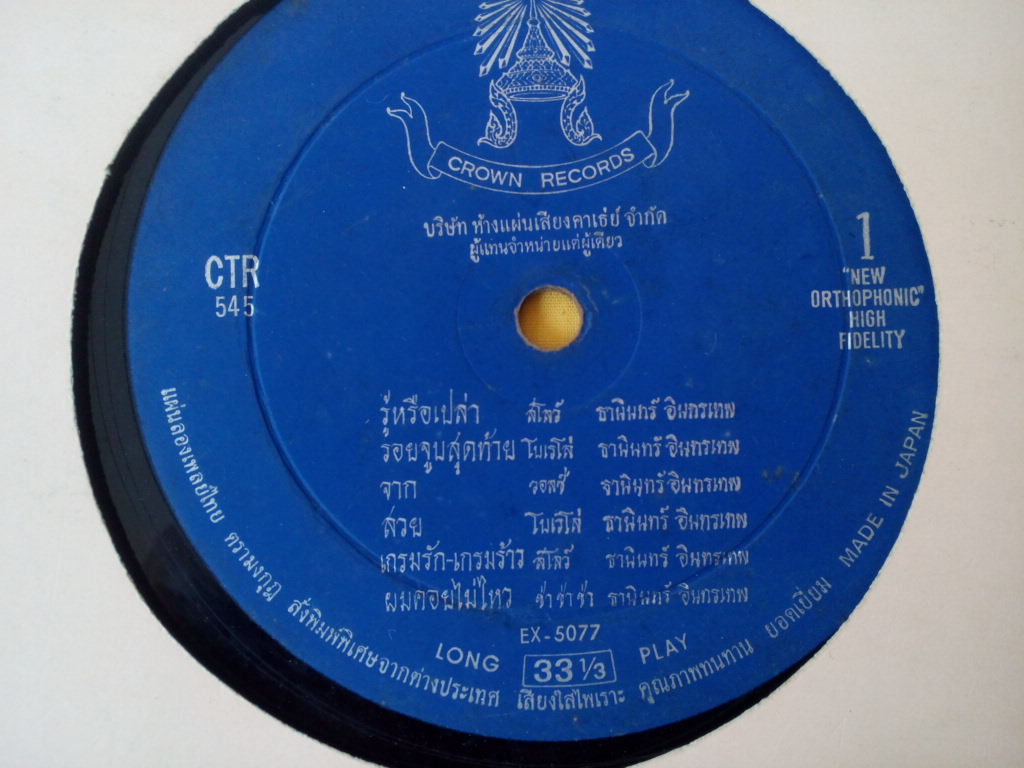 CROWN RECORDS
บริษัท ห้างแผ่นเสียงคาเธ่ย์ จำกัด
ผู้แทนจำหน่ายแต่ผู้เดียว
CTR
545
1
"NEW
ORTHOPHONIC"
HIGH
FIDELITY
รู้หรือเปล่า สโลว์ ธานินทร์ อินทรเทพ
รอยจูบสุดท้าย โบเรโล่ ธานินทร์ อินทรเทพ
จาก วอลซ์ ธานินทร์ อินทรเทพ
สวย โบเรโล่ ธานินทร์ อินทรเทพ
เกรมรัก-เกรมร้าว สโลว์ ธานินทร์ อินทรเทพ
ผมคอยไม่ไหว ช่า ช่า ช่า ธานินทร์ อินทรเทพ
EX-5077
LONG 33 1/3 PLAY
แผ่นลองเพลย์ไทย ตรามงกุฎ สั่งพิมพ์พิเศษจากต่างประเทศ เสียงใสไพเราะ คุณภาพทนทาน ยอดเยี่ยม MADE IN JAPAN